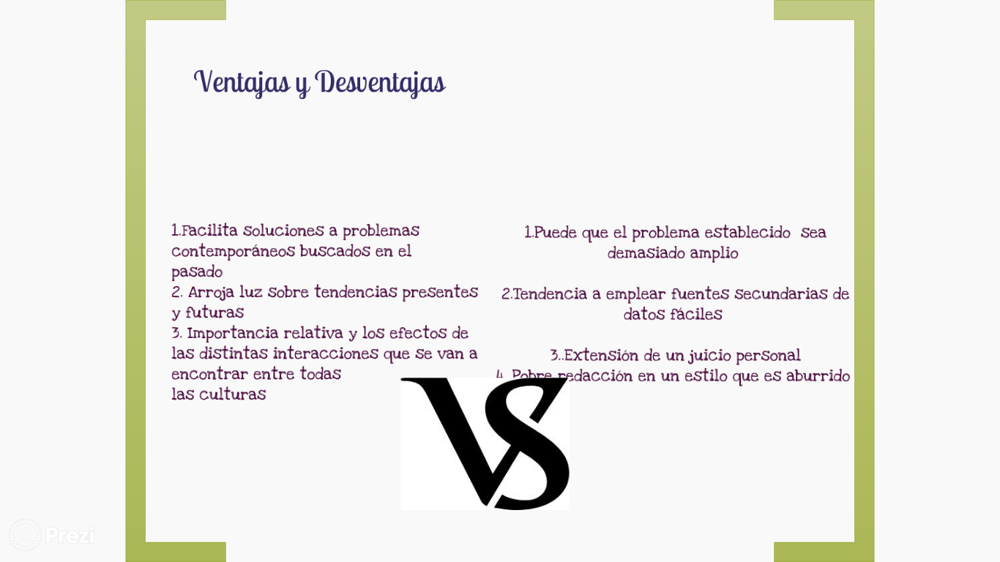 Ventajas y Desventajas
1.Facilita soluciones a problemas
contemporáneos buscados en el
pasado
2. Arroja luz sobre tendencias presentes
y futuras
3. Importancia relativa y los efectos de
las distintas interacciones que se van a
encontrar entre todas
las culturas
1.Puede que el problema establecido  sea
demasiado amplio
2.Tendencia a emplear fuentes secundarias de
datos fáciles
3..Extensión de un juicio personal
4. Pobre redacción en un estilo que es aburrido
VS
Prezi